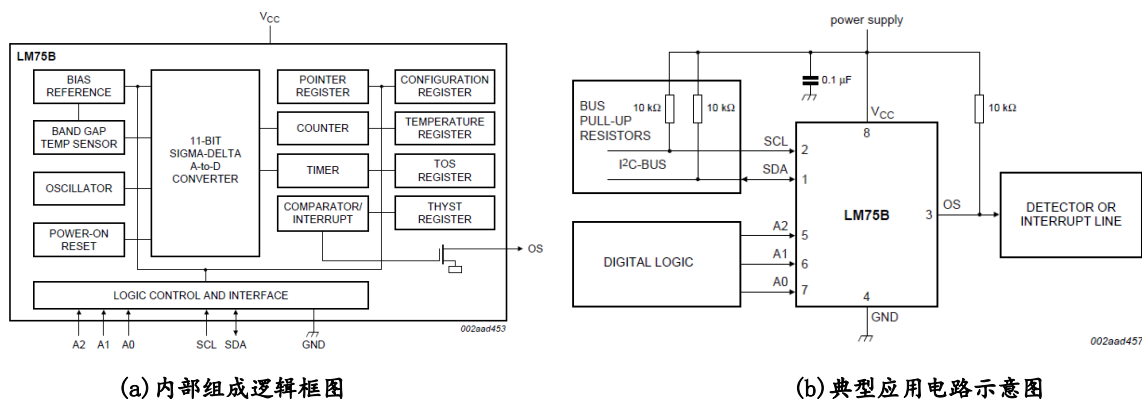 V_CC
LM75B
BIAS
REFERENCE
BAND GAP
TEMP SENSOR
OSCILLATOR
POWER-ON
RESET
11-BIT
SIGMA-DELTA
A-to-D
CONVERTER
POINTER
REGISTER
COUNTER
TIMER
COMPARATOR/
INTERRUPT
CONFIGURATION
REGISTER
TEMPERATURE
REGISTER
TOS
REGISTER
THYST
REGISTER
OS
LOGIC CONTROL AND INTERFACE
002aad453
A2 A1 A0 SCL SDA GND
(a)内部组成逻辑框图
power supply
0.1 μF
BUS
PULL-UP
RESISTORS
10 kΩ 10 kΩ
10 kΩ
V_CC
8
SCL
2
I²C-BUS
SDA
1
LM75B
3
OS
DETECTOR OR
INTERRUPT LINE
DIGITAL LOGIC
A2
5
A1
6
A0
7
4
GND
002aad457
(b)典型应用电路示意图